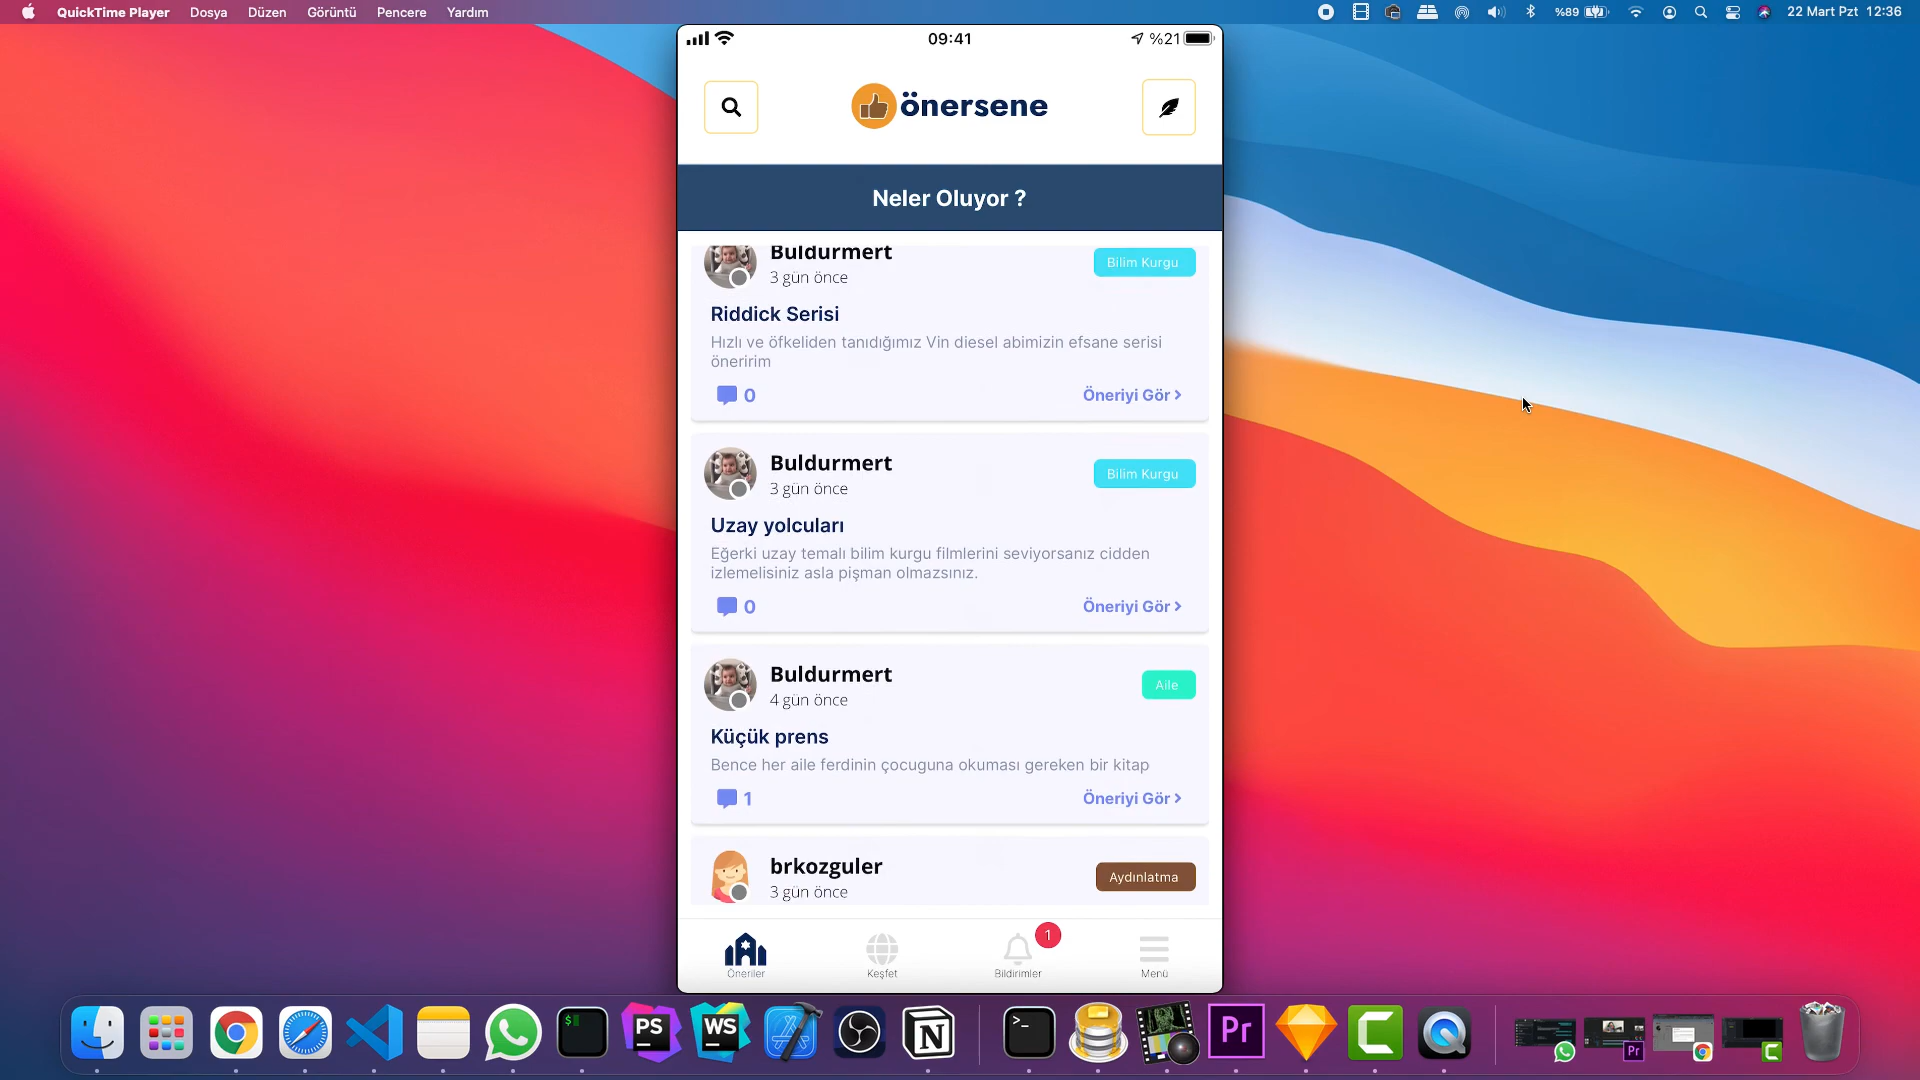 QuickTime Player Dosya Düzen Görüntü Pencere Yardım %89 22 Mart Pzt 12:36
09:41 %21
önersene
Neler Oluyor ?
Buldurmert
3 gün önce
Bilim Kurgu
Riddick Serisi
Hızlı ve öfkeliden tanıdığımız Vin diesel abimizin efsane serisi
öneririm
0 Öneriyi Gör
Buldurmert
3 gün önce
Bilim Kurgu
Uzay yolcuları
Eğerki uzay temalı bilim kurgu filmlerini seviyorsanız cidden
izlemelisiniz asla pişman olmazsınız.
0 Öneriyi Gör
Buldurmert
4 gün önce
Aile
Küçük prens
Bence her aile ferdinin çocuguna okuması gereken bir kitap
1 Öneriyi Gör
brkozguler
3 gün önce
Aydınlatma
1
Öneriler Keşfet Bildirimler Menü
$ PS WS N >_ Pr C
Pr C